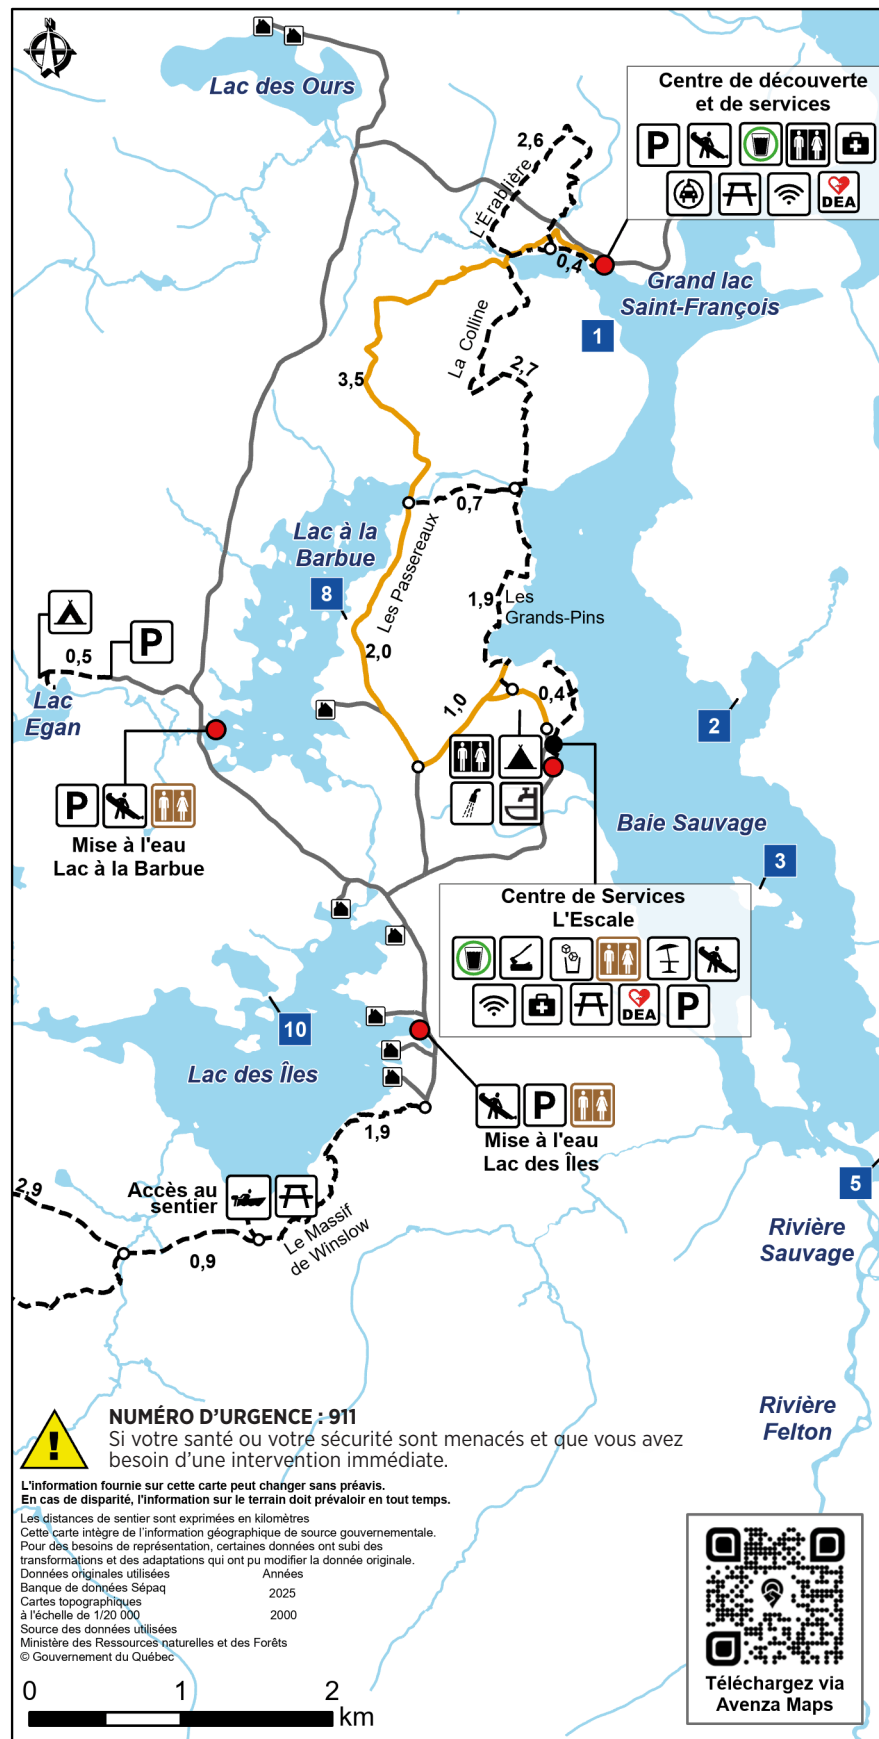 N
Lac des Ours
Centre de découverte
et de services
P
DEA
2,6
L'Érablière
0,4
Grand lac
Saint-François
1
La Colline
2,7
3,5
0,7
Lac à la
Barbue
8
Les Passereaux
1,9
Les
Grands-Pins
P
0,5
Lac
Egan
2,0
1,0
0,4
2
P
Mise à l'eau
Lac à la Barbue
Baie Sauvage
3
Centre de Services
L'Escale
DEA
P
10
Lac des Îles
P
Mise à l'eau
Lac des Îles
1,9
2,9
Accès au
sentier
Le Massif
de Winslow
0,9
5
Rivière
Sauvage
Rivière
Felton
!
NUMÉRO D'URGENCE : 911
Si votre santé ou votre sécurité sont menacés et que vous avez
besoin d'une intervention immédiate.
L'information fournie sur cette carte peut changer sans préavis.
En cas de disparité, l'information sur le terrain doit prévaloir en tout temps.
Les distances de sentier sont exprimées en kilomètres
Cette carte intègre de l'information géographique de source gouvernementale.
Pour des besoins de représentation, certaines données ont subi des
transformations et des adaptations qui ont pu modifier la donnée originale.
Données originales utilisées Années
Banque de données Sépaq 2025
Cartes topographiques
à l'échelle de 1/20 000 2000
Source des données utilisées
Ministère des Ressources naturelles et des Forêts
© Gouvernement du Québec
0 1 2
km
Téléchargez via
Avenza Maps